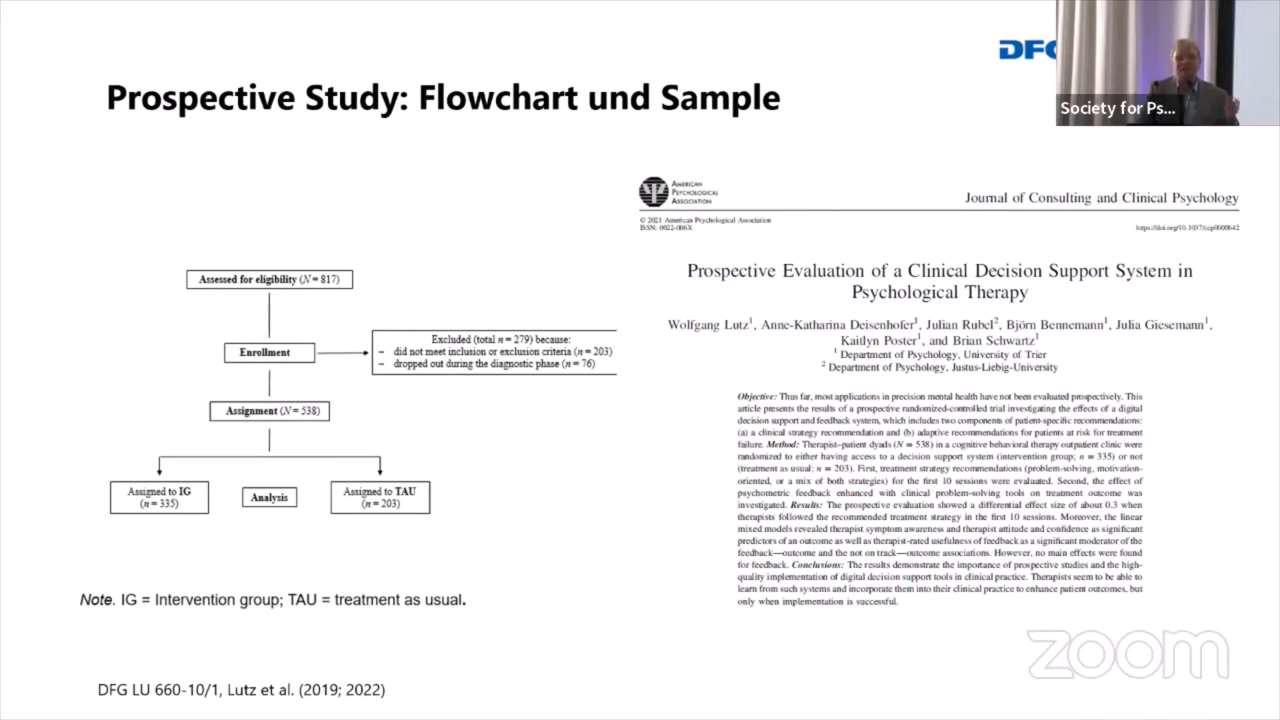 DFG
Society for Ps...
Prospective Study: Flowchart und Sample
Assessed for eligibility (N = 817)
Enrollment
Excluded (total n = 279) because:
– did not meet inclusion or exclusion criteria (n = 203)
– dropped out during the diagnostic phase (n = 76)
Assignment (N = 538)
Assigned to IG
(n = 335)
Analysis
Assigned to TAU
(n = 203)
Note. IG = Intervention group; TAU = treatment as usual.
DFG LU 660-10/1, Lutz et al. (2019; 2022)
AMERICAN
PSYCHOLOGICAL
ASSOCIATION
Journal of Consulting and Clinical Psychology
© 2021 American Psychological Association
ISSN: 0022-006X
https://doi.org/10.1037/ccp0000642
Prospective Evaluation of a Clinical Decision Support System in
Psychological Therapy
Wolfgang Lutz1, Anne-Katharina Deisenhofer1, Julian Rubel2, Björn Bennemann1, Julia Giesemann1,
Kaitlyn Poster1, and Brian Schwartz1
1 Department of Psychology, University of Trier
2 Department of Psychology, Justus-Liebig-University
Objective: Thus far, most applications in precision mental health have not been evaluated prospectively. This
article presents the results of a prospective randomized-controlled trial investigating the effects of a digital
decision support and feedback system, which includes two components of patient-specific recommendations:
(a) a clinical strategy recommendation and (b) adaptive recommendations for patients at risk for treatment
failure. Method: Therapist–patient dyads (N = 538) in a cognitive behavioral therapy outpatient clinic were
randomized to either having access to a decision support system (intervention group; n = 335) or not
(treatment as usual; n = 203). First, treatment strategy recommendations (problem-solving, motivation-
oriented, or a mix of both strategies) for the first 10 sessions were evaluated. Second, the effect of
psychometric feedback enhanced with clinical problem-solving tools on treatment outcome was
investigated. Results: The prospective evaluation showed a differential effect size of about 0.3 when
therapists followed the recommended treatment strategy in the first 10 sessions. Moreover, the linear
mixed models revealed therapist symptom awareness and therapist attitude and confidence as significant
predictors of an outcome as well as therapist-rated usefulness of feedback as a significant moderator of the
feedback—outcome and the not on track—outcome associations. However, no main effects were found
for feedback. Conclusions: The results demonstrate the importance of prospective studies and the high-
quality implementation of digital decision support tools in clinical practice. Therapists seem to be able to
learn from such systems and incorporate them into their clinical practice to enhance patient outcomes, but
only when implementation is successful.
zoom